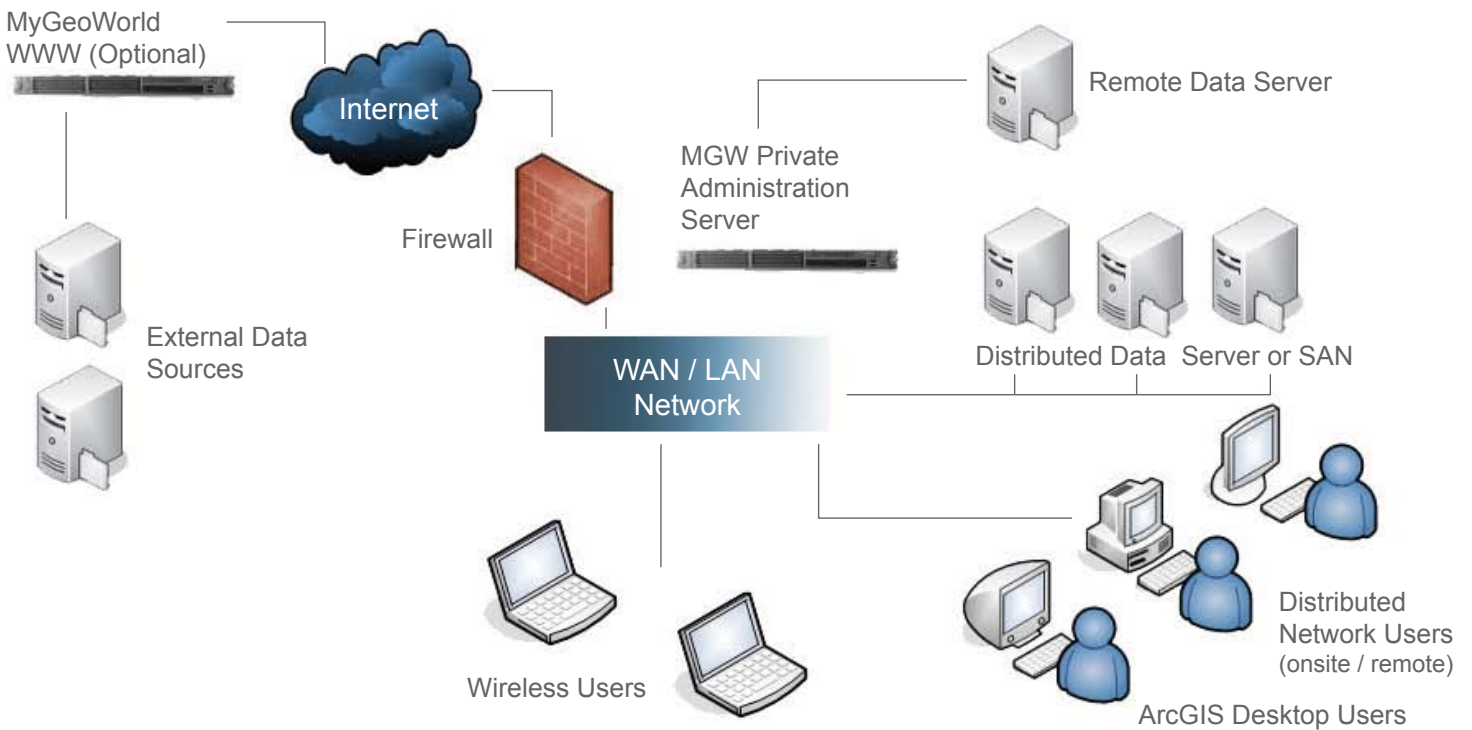 MyGeoWorld
WWW (Optional)
Internet
Remote Data Server
MGW Private
Administration
Server
Firewall
External Data
Sources
WAN / LAN
Network
Distributed Data Server or SAN
Wireless Users
Distributed
Network Users
(onsite / remote)
ArcGIS Desktop Users